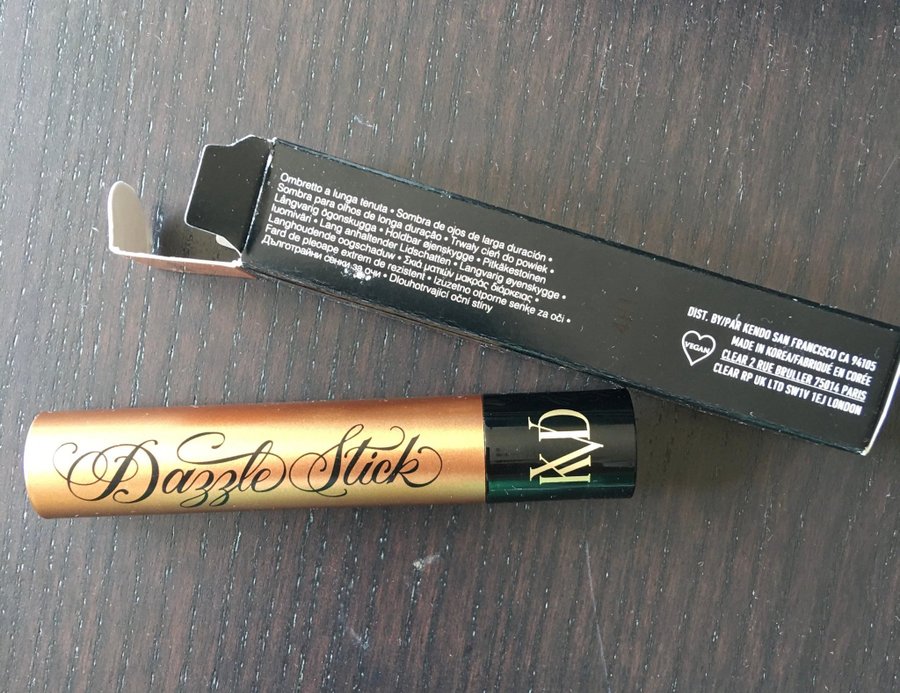 Ombretto a lunga tenuta • Sombra de ojos de larga duración •
Sombra para olhos de longa duração • Trwały cień do powiek •
Långvarig ögonskugga • Holdbar øjenskygge • Pitkäkestoinen
luomiväri • Lang anhaltender Lidschatten • Langvarig øyenskygge •
Langhoudende oogschaduw • Σκιά ματιών μακράς διάρκειας •
Fard de pleoape extrem de rezistent • Izuzetno otporne senke za oči •
Дълготрайни сенки за очи • Dlouhotrvající oční stíny
DIST. BY/PAR KENDO SAN FRANCISCO CA 94105
MADE IN KOREA/FABRIQUÉ EN CORÉE
CLEAR 2 RUE BRULLER 75014 PARIS
CLEAR RP UK LTD SW1V 1EJ LONDON
VEGAN
Dazzle Stick
KVD